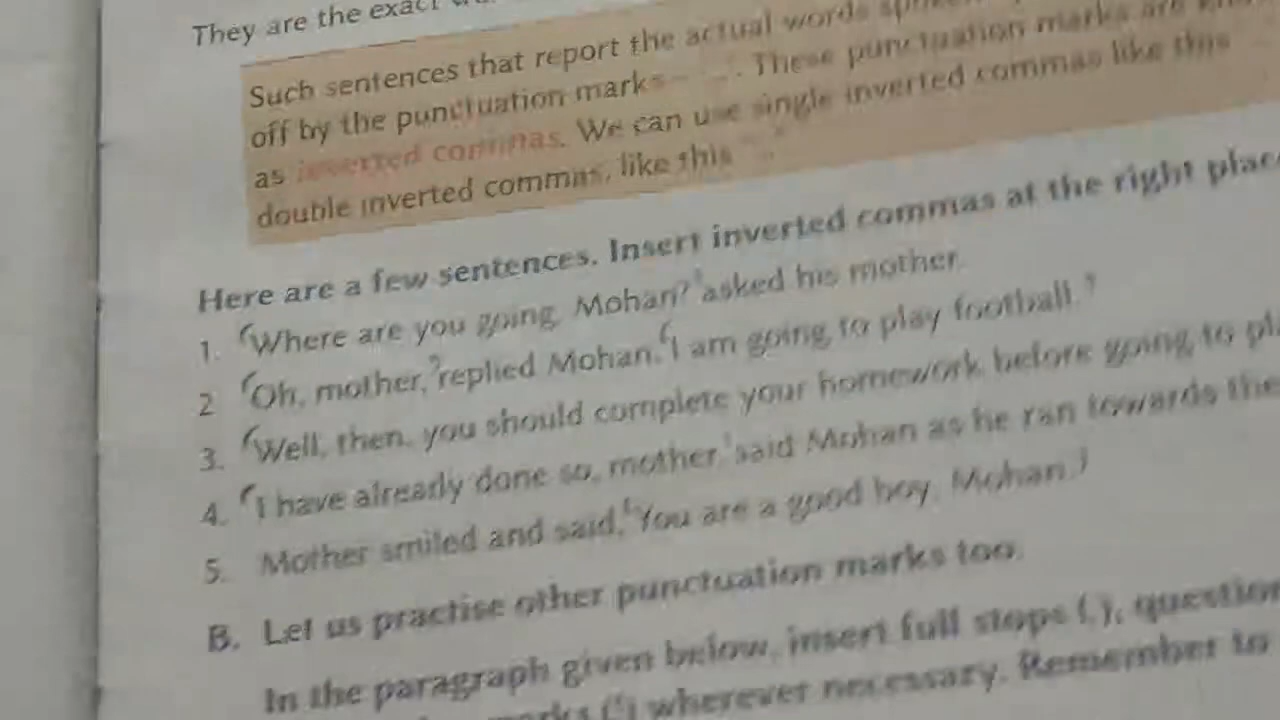 They are the exact
Such sentences that report the actual words
off by the punctuation marks . These punctuation marks are
as inverted commas. We can use single inverted commas like this
double inverted commas, like this
Here are a few sentences. Insert inverted commas at the right
1. ‘Where are you going, Mohan?’ asked his mother.
2 ‘Oh, mother,’ replied Mohan. ‘I am going to play football.’
3. ‘Well, then, you should complete your homework before going to
4. ‘I have already done so, mother,’ said Mohan as he ran towards the
5. Mother smiled and said, ‘You are a good boy, Mohan.’
B. Let us practise other punctuation marks too.
In the paragraph given below, insert full stops (.), question
(') wherever necessary. Remember to